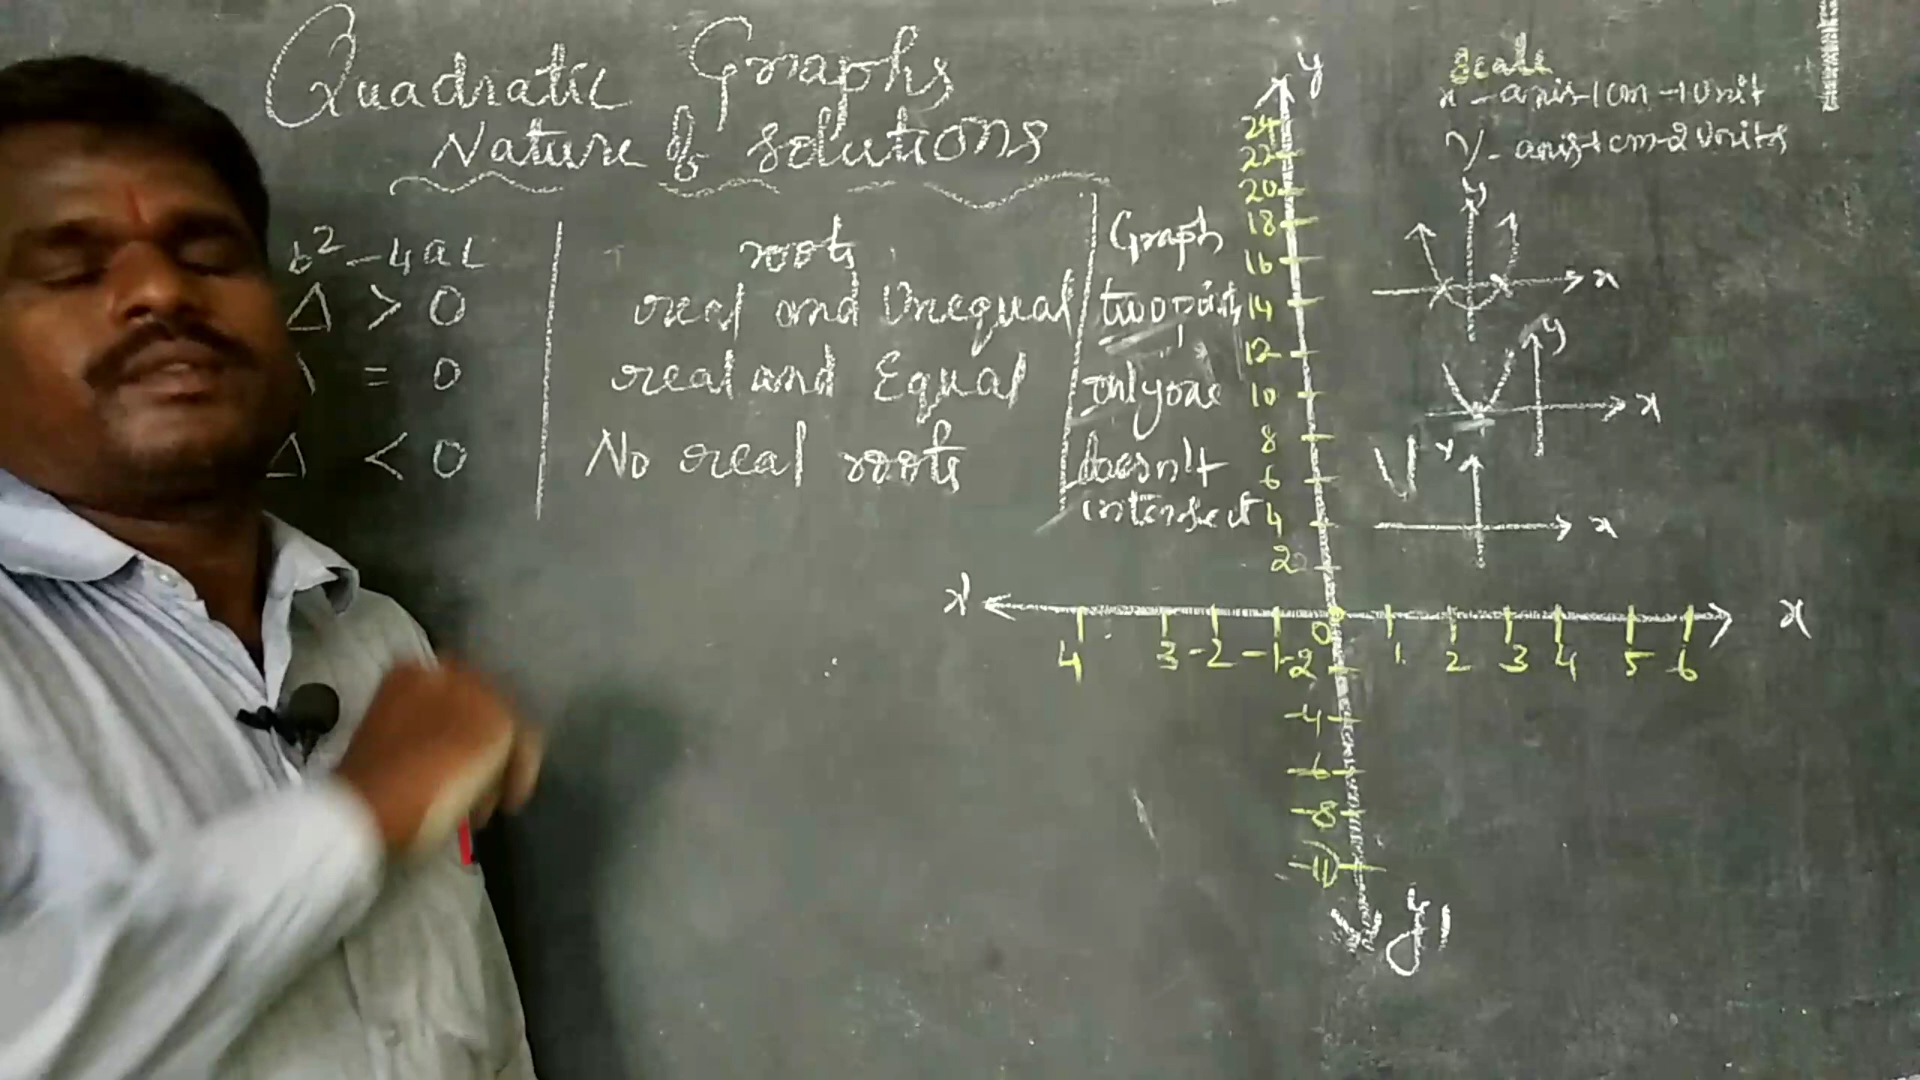 Quadratic Graphs
Nature of Solutions
b²-4ac
roots
Graph
Δ > 0
real and Unequal
two points
= 0
real and Equal
only one
Δ < 0
No real roots
doesn't
intersect
Scale
x-axis-1cm-1Unit
Y-axis-1cm-2Units
y
24
22
20
18
16
14
12
10
8
6
4
2
x'
4
3
-2
-1
0
1
2
3
4
5
6
x
-2
-4
-6
-8
y'
y
x
y
x
y
x